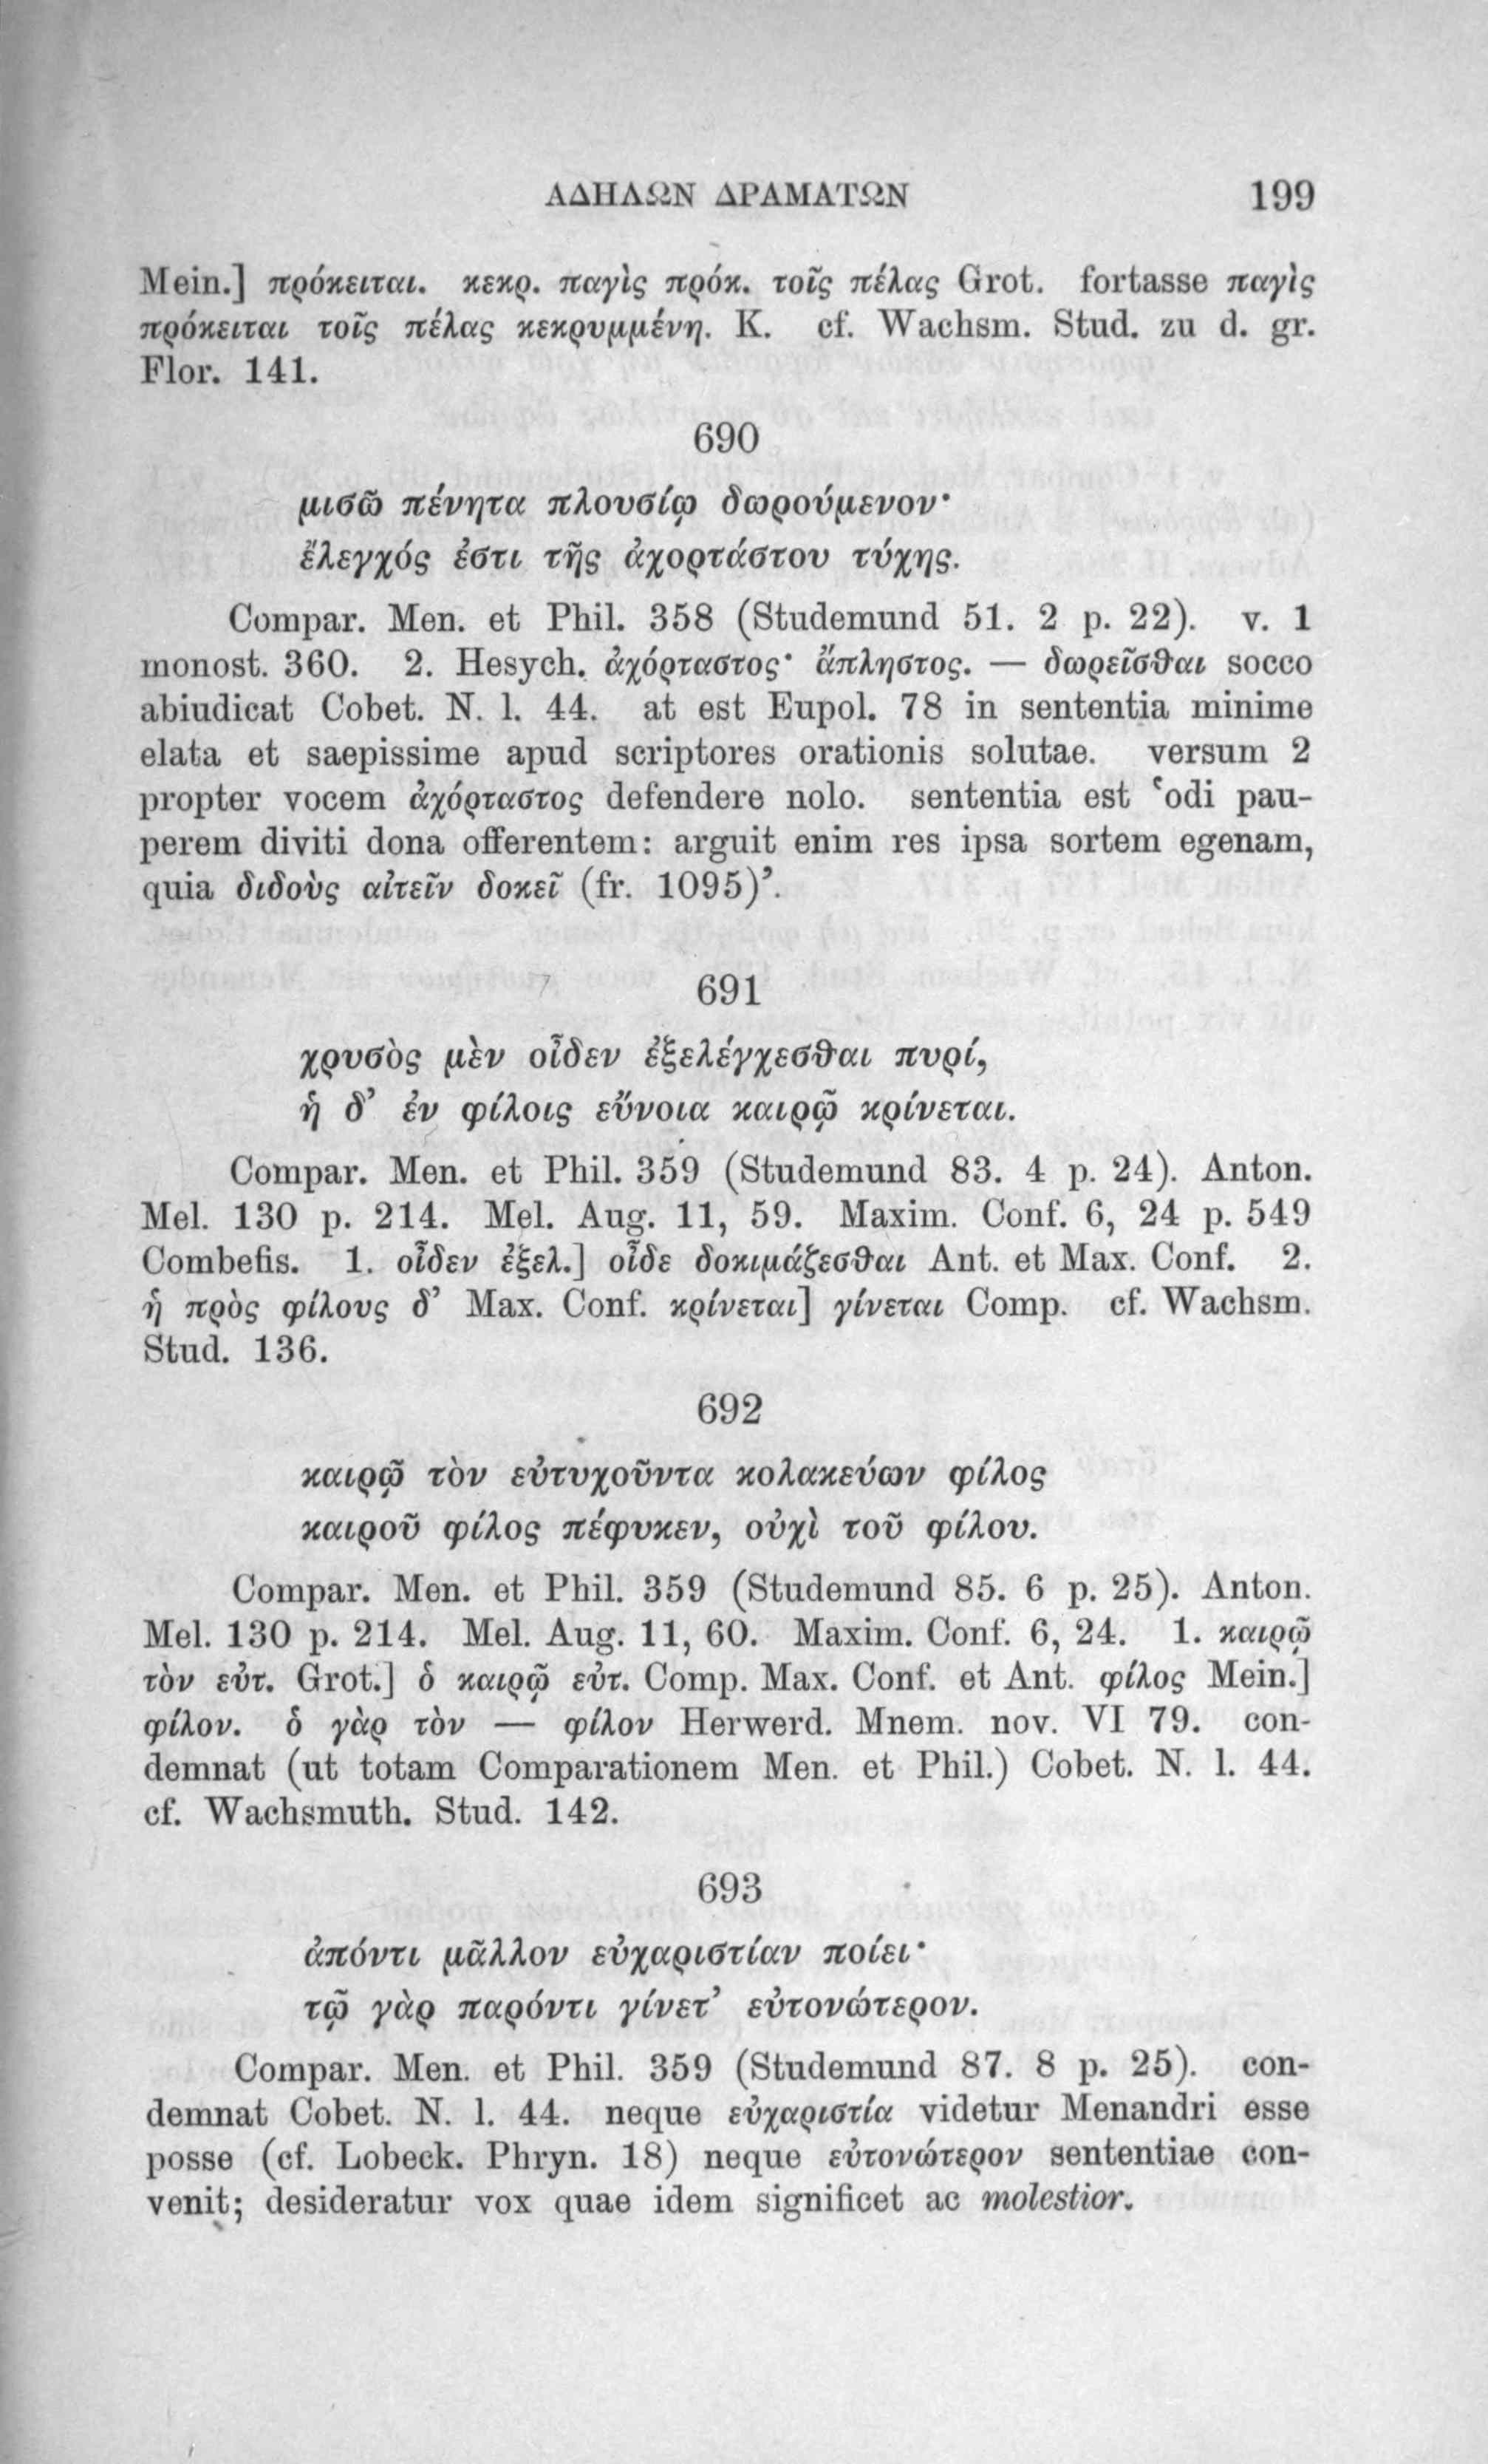 ΑΔΗΛΩΝ ΔΡΑΜΑΤΩΝ 199
Mein.] πρόκειται. κεκρ. παγὶς πρόκ. τοῖς πέλας Grot. fortasse παγὶς
πρόκειται τοῖς πέλας κεκρυμμένη. K. cf. Wachsm. Stud. zu d. gr.
Flor. 141.
690
μισῶ πένητα πλουσίῳ δωρούμενον·
ἔλεγχός ἐστι τῆς ἀχορτάστου τύχης.
Compar. Men. et Phil. 358 (Studemund 51. 2 p. 22). v. 1
monost. 360. 2. Hesych. ἀχόρταστος· ἄπληστος. — δωρεῖσθαι socco
abiudicat Cobet. N. l. 44. at est Eupol. 78 in sententia minime
elata et saepissime apud scriptores orationis solutae. versum 2
propter vocem ἀχόρταστος defendere nolo. sententia est ‘odi pau-
perem diviti dona offerentem: arguit enim res ipsa sortem egenam,
quia διδοὺς αἰτεῖν δοκεῖ (fr. 1095)’.
691
χρυσὸς μὲν οἶδεν ἐξελέγχεσθαι πυρί,
ἡ δ’ ἐν φίλοις εὔνοια καιρῷ κρίνεται.
Compar. Men. et Phil. 359 (Studemund 83. 4 p. 24). Anton.
Mel. 130 p. 214. Mel. Aug. 11, 59. Maxim. Conf. 6, 24 p. 549
Combefis. 1. οἶδεν ἐξελ.] οἶδε δοκιμάζεσθαι Ant. et Max. Conf. 2.
ἡ πρὸς φίλους δ’ Max. Conf. κρίνεται] γίνεται Comp. cf. Wachsm.
Stud. 136.
692
καιρῷ τὸν εὐτυχοῦντα κολακεύων φίλος
καιροῦ φίλος πέφυκεν, οὐχὶ τοῦ φίλου.
Compar. Men. et Phil. 359 (Studemund 85. 6 p. 25). Anton.
Mel. 130 p. 214. Mel. Aug. 11, 60. Maxim. Conf. 6, 24. 1. καιρῷ
τὸν εὐτ. Grot.] ὁ καιρῷ εὐτ. Comp. Max. Conf. et Ant. φίλος Mein.]
φίλον. ὁ γὰρ τὸν — φίλον Herwerd. Mnem. nov. VI 79. con-
demnat (ut totam Comparationem Men. et Phil.) Cobet. N. l. 44.
cf. Wachsmuth. Stud. 142.
693
ἀπόντι μᾶλλον εὐχαριστίαν ποίει·
τῷ γὰρ παρόντι γίνετ’ εὐτονώτερον.
Compar. Men. et Phil. 359 (Studemund 87. 8 p. 25). con-
demnat Cobet. N. l. 44. neque εὐχαριστία videtur Menandri esse
posse (cf. Lobeck. Phryn. 18) neque εὐτονώτερον sententiae con-
venit; desideratur vox quae idem significet ac molestior.